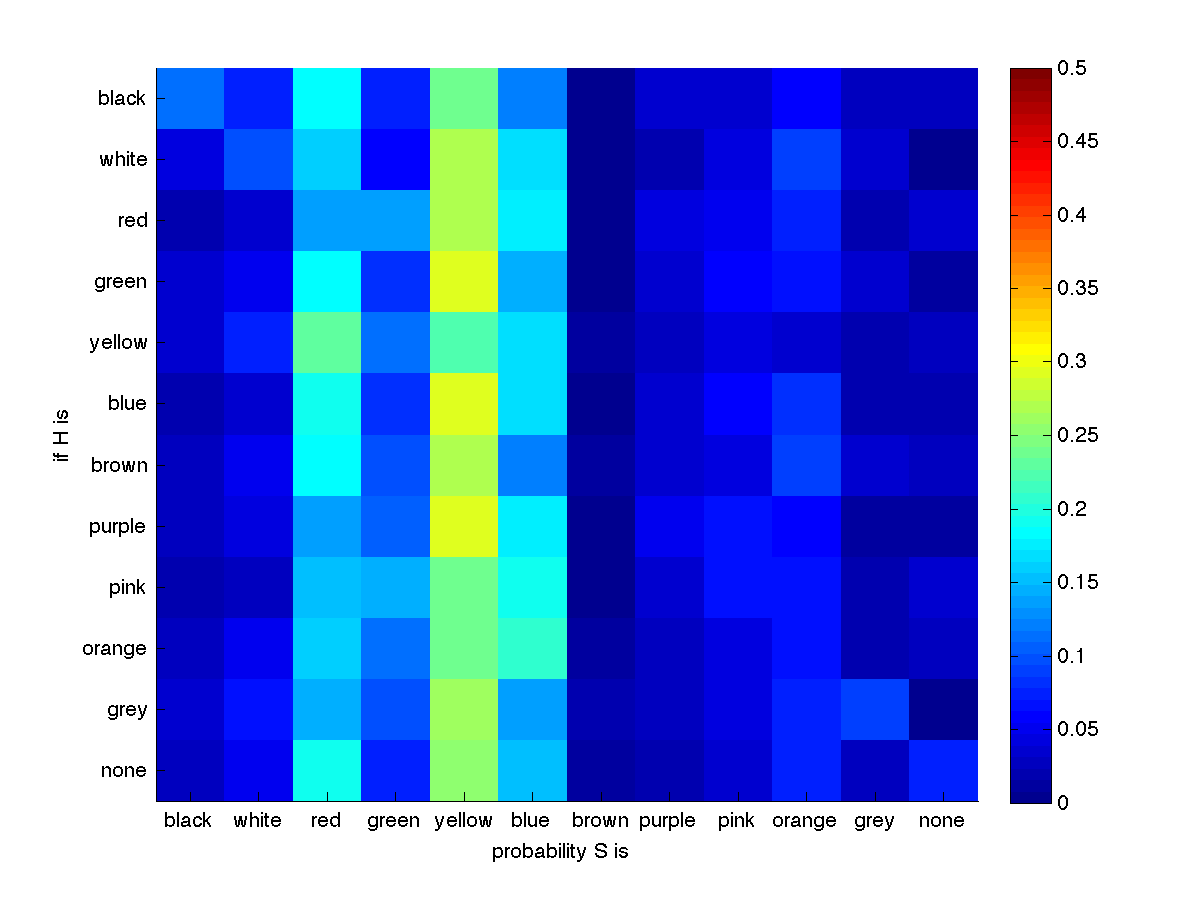 black
white
red
green
yellow
blue
brown
purple
pink
orange
grey
none
if H is
black white red green yellow blue brown purple pink orange grey none
probability S is
0.5
0.45
0.4
0.35
0.3
0.25
0.2
0.15
0.1
0.05
0